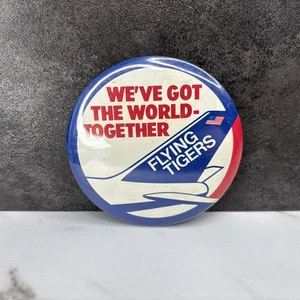 WE'VE GOT
THE WORLD-
TOGETHER
FLYING
TIGERS